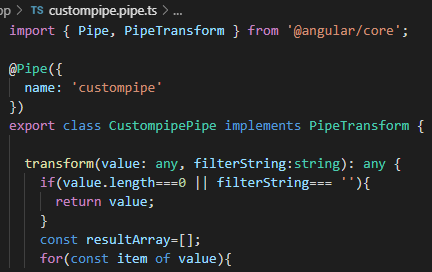 pp > custompipe.pipe.ts > ...
import { Pipe, PipeTransform } from '@angular/core';
@Pipe({
  name: 'custompipe'
})
export class CustompipePipe implements PipeTransform {
  transform(value: any, filterString:string): any {
    if(value.length===0 || filterString=== ''){
      return value;
    }
    const resultArray=[];
    for(const item of value){